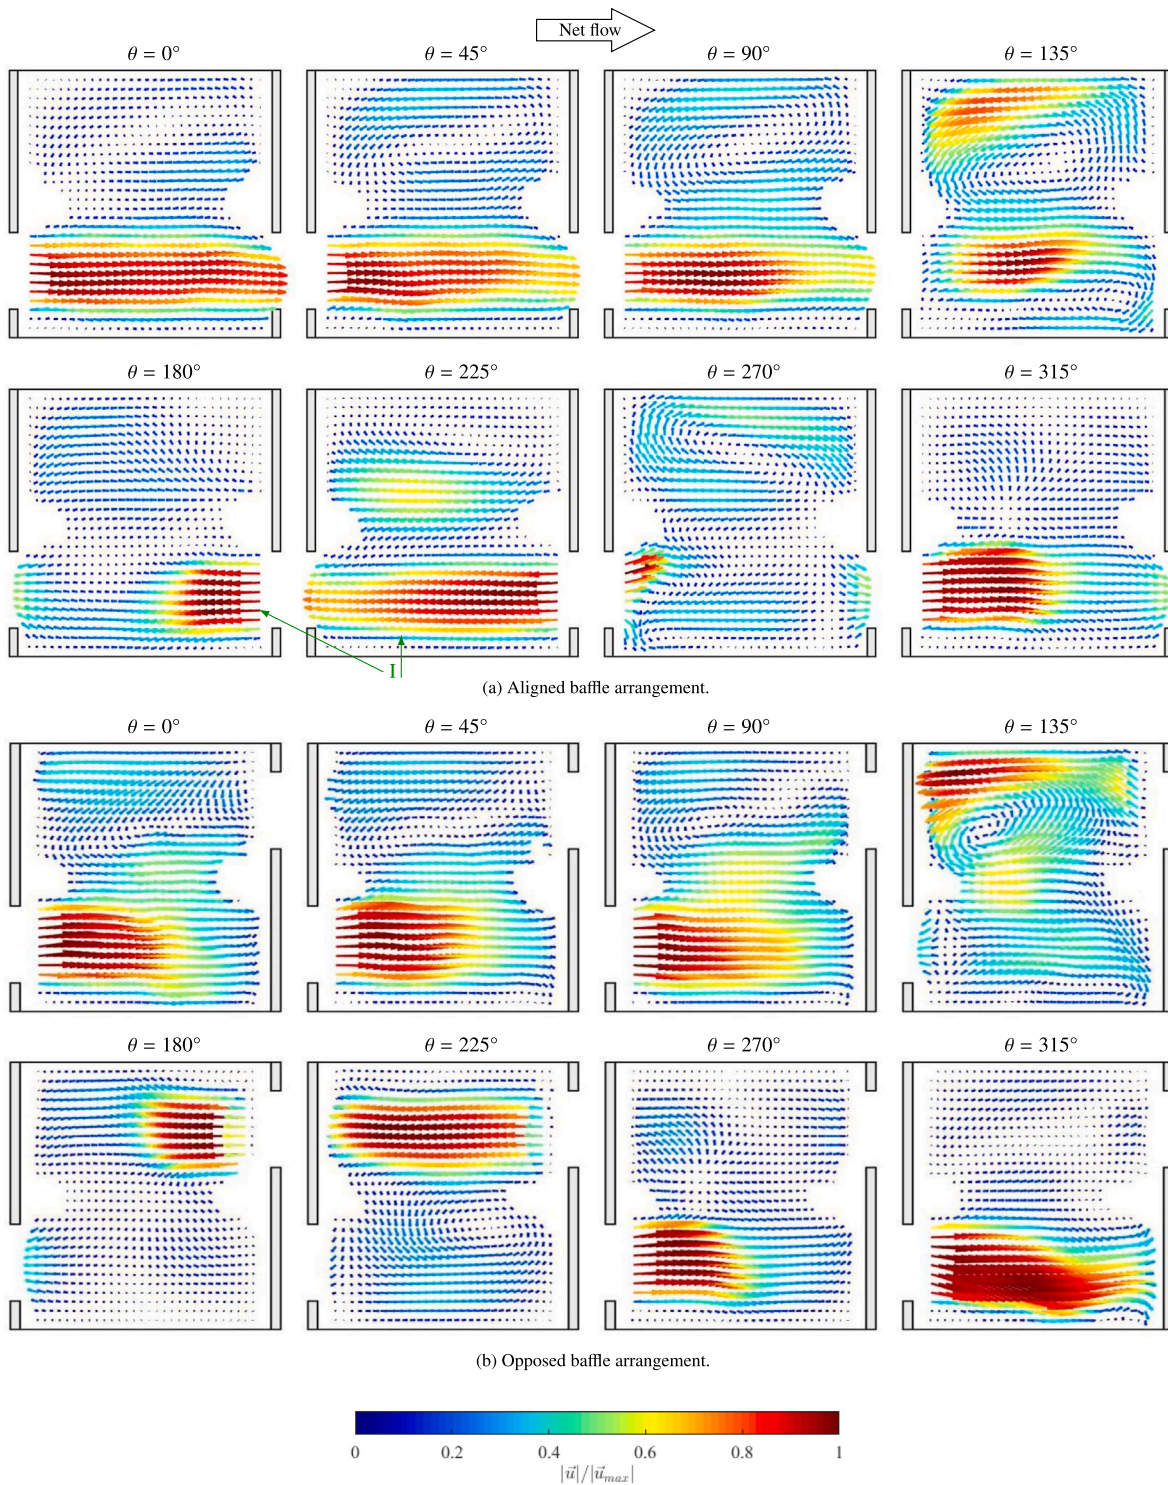 Net flow
θ = 0° θ = 45° θ = 90° θ = 135°
θ = 180° θ = 225° θ = 270° θ = 315°
I
(a) Aligned baffle arrangement.
θ = 0° θ = 45° θ = 90° θ = 135°
θ = 180° θ = 225° θ = 270° θ = 315°
(b) Opposed baffle arrangement.
0 0.2 0.4 0.6 0.8 1
|u⃗|/|u⃗max|